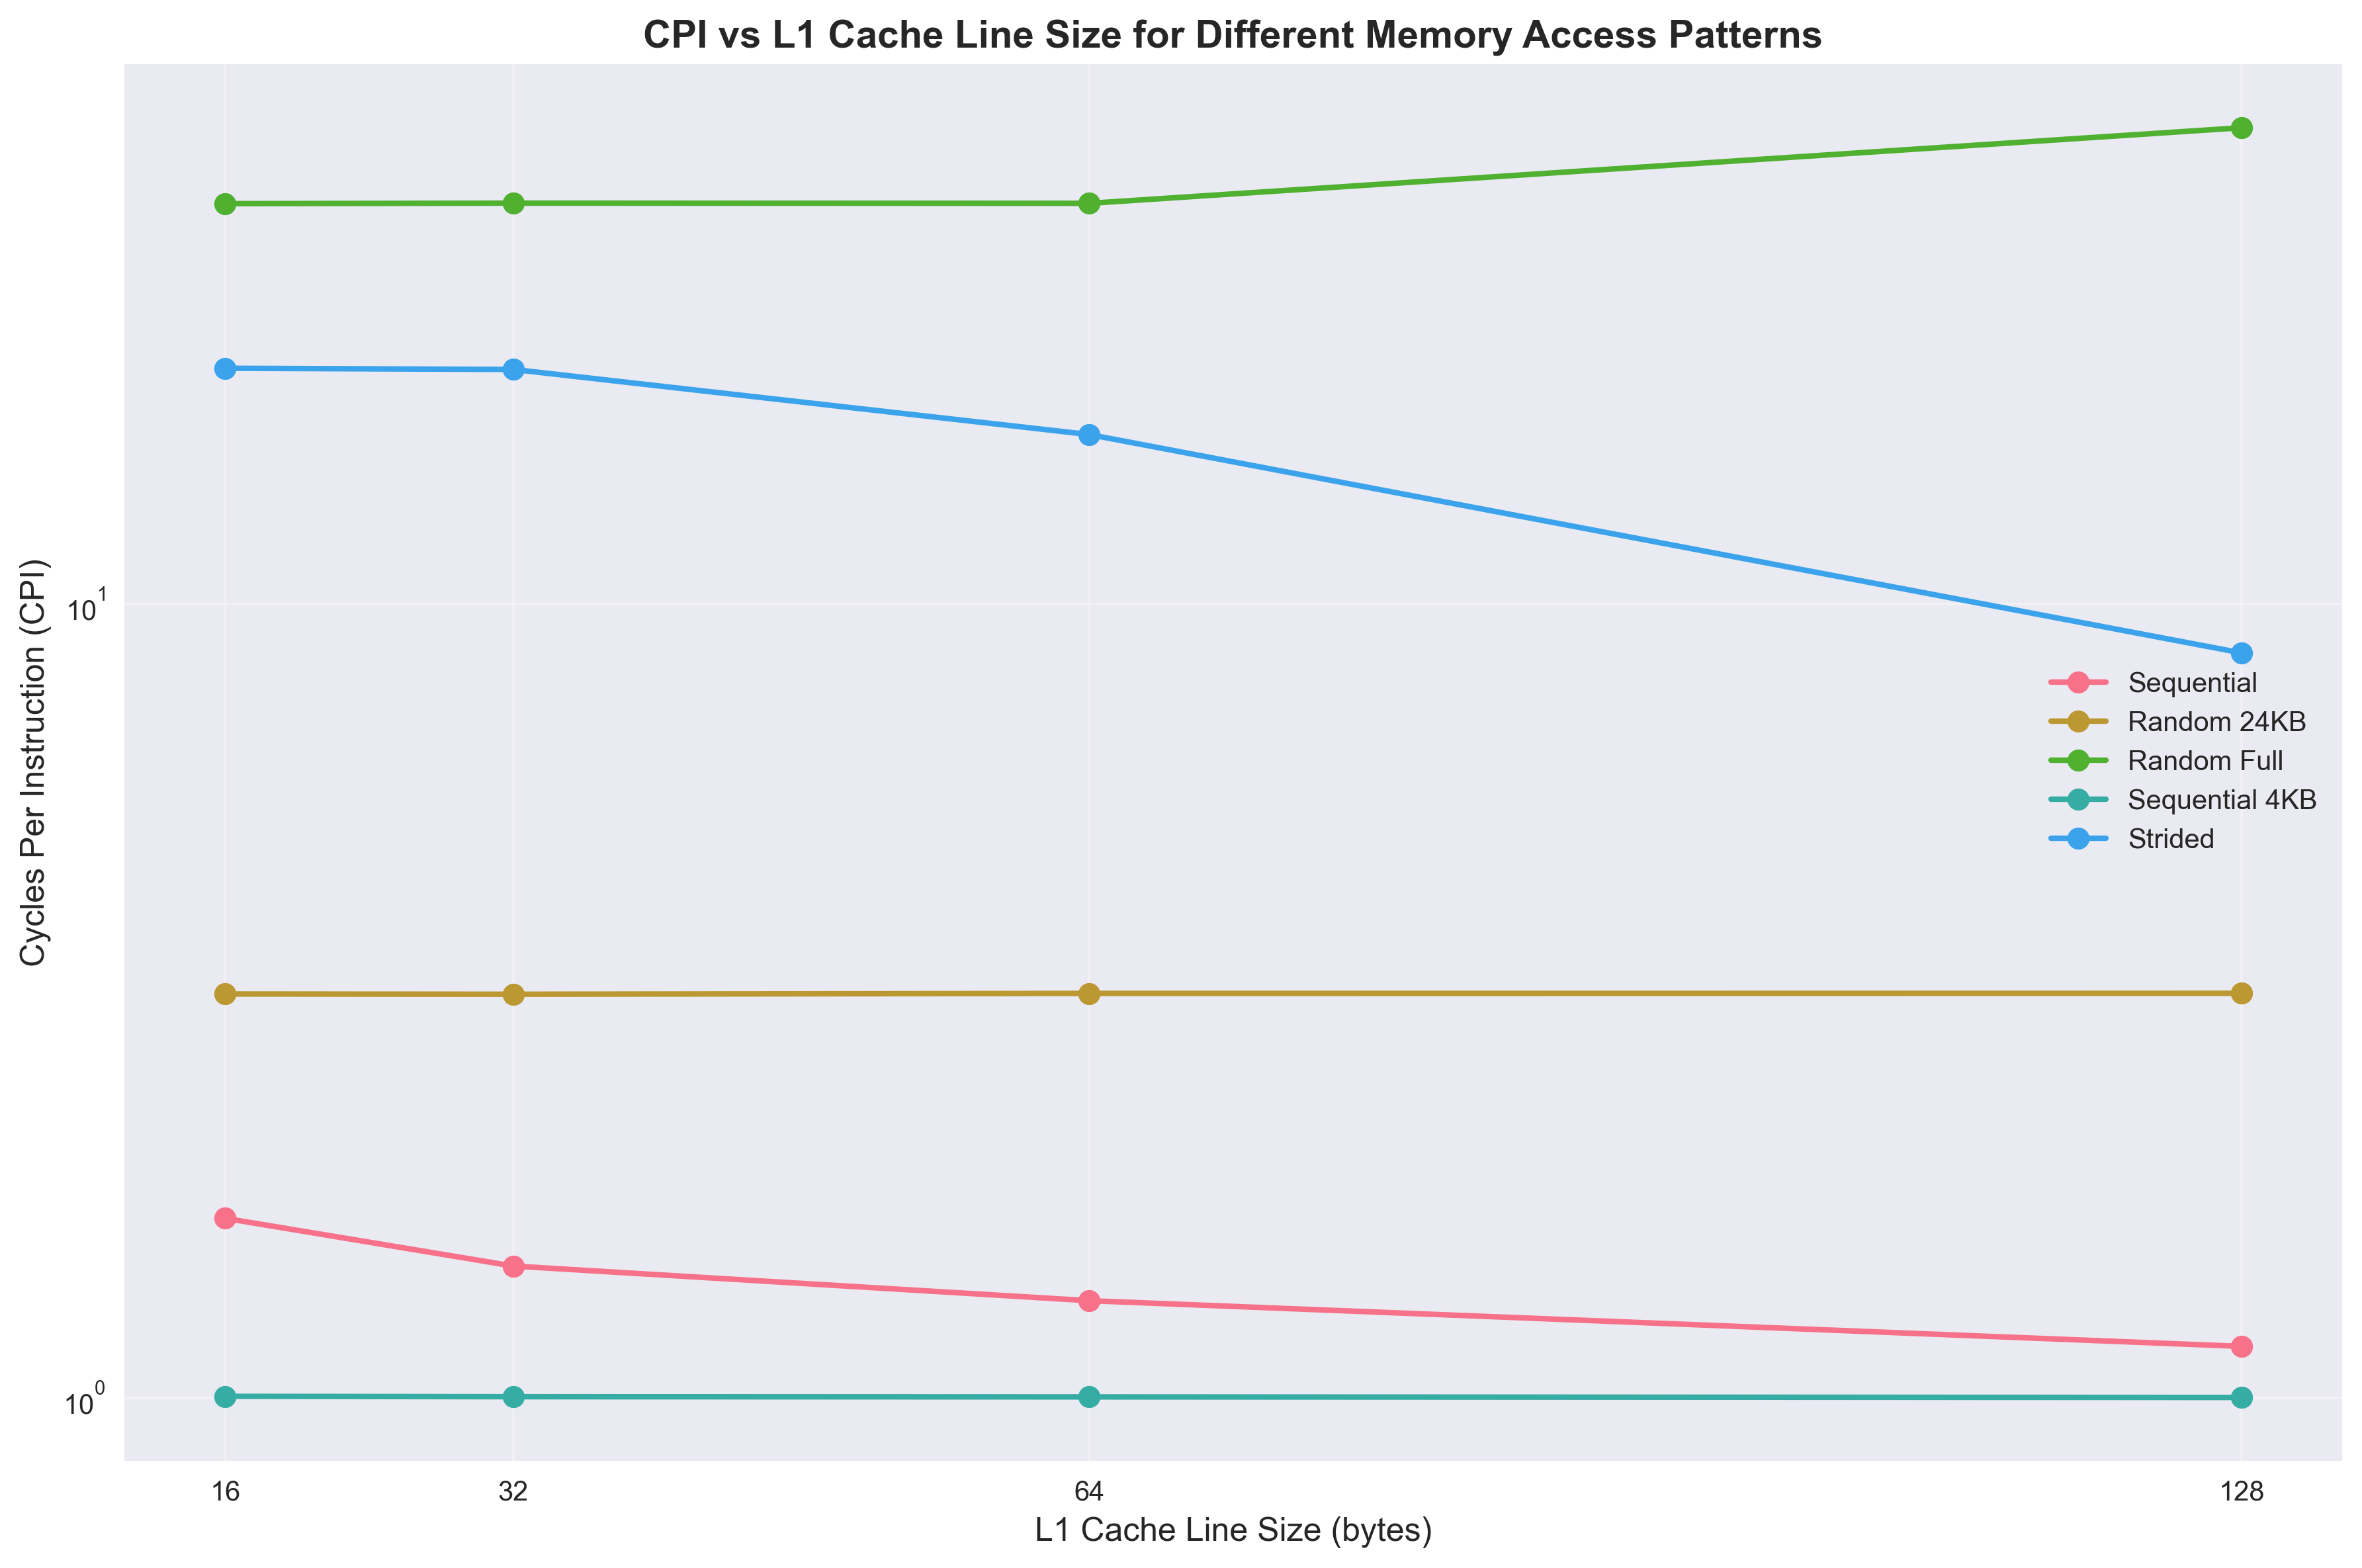 CPI vs L1 Cache Line Size for Different Memory Access Patterns
Cycles Per Instruction (CPI)
10^1
10^0
Sequential
Random 24KB
Random Full
Sequential 4KB
Strided
16 32 64 128
L1 Cache Line Size (bytes)